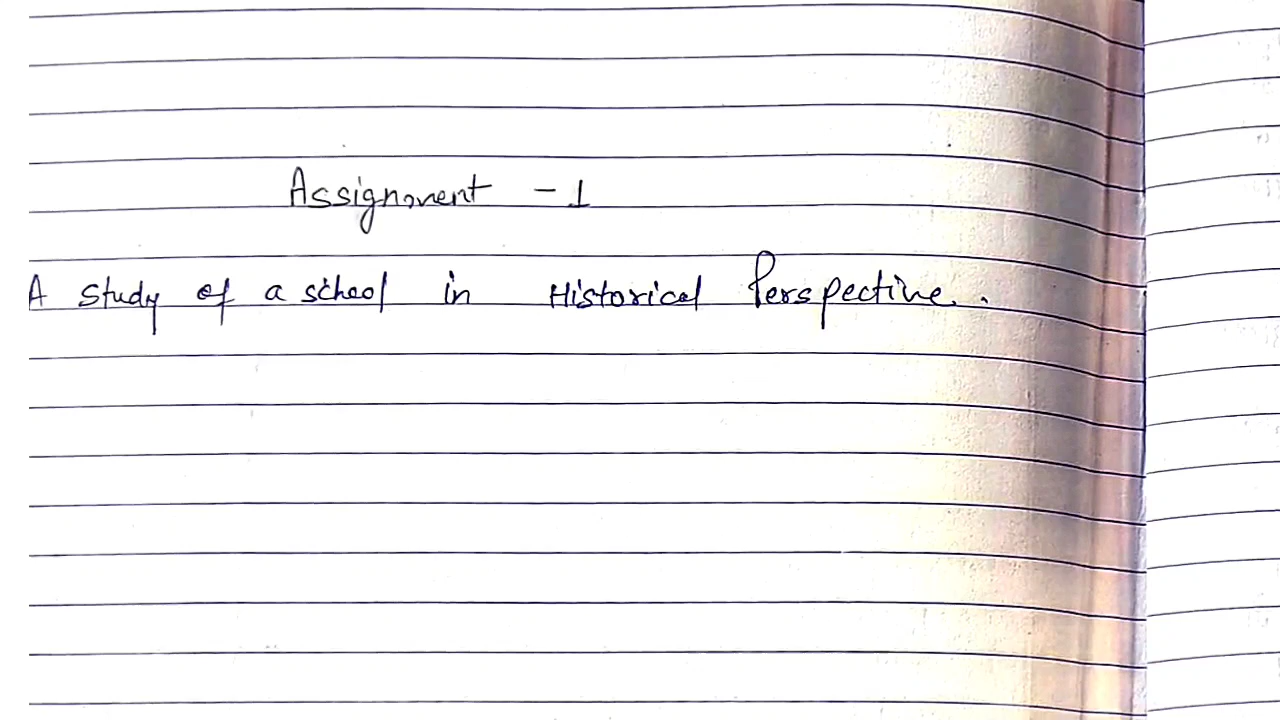 Assignment - 1
A study of a school in Historical Perspective.